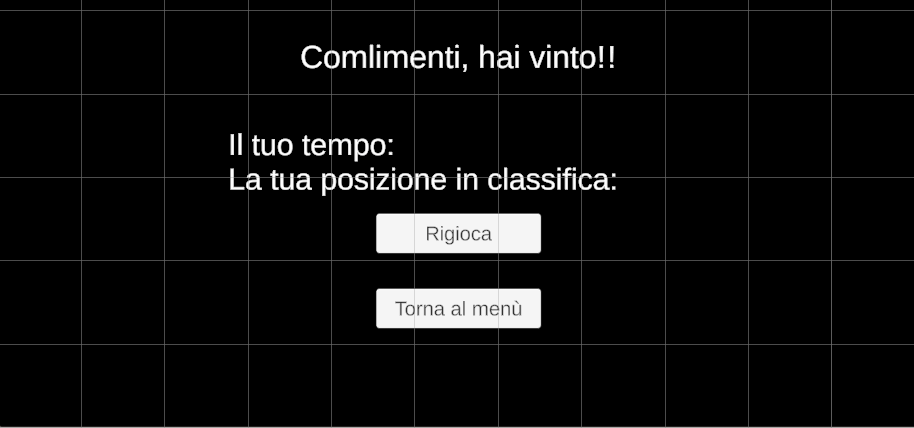 Comlimenti, hai vinto!!
Il tuo tempo:
La tua posizione in classifica:
Rigioca
Torna al menù